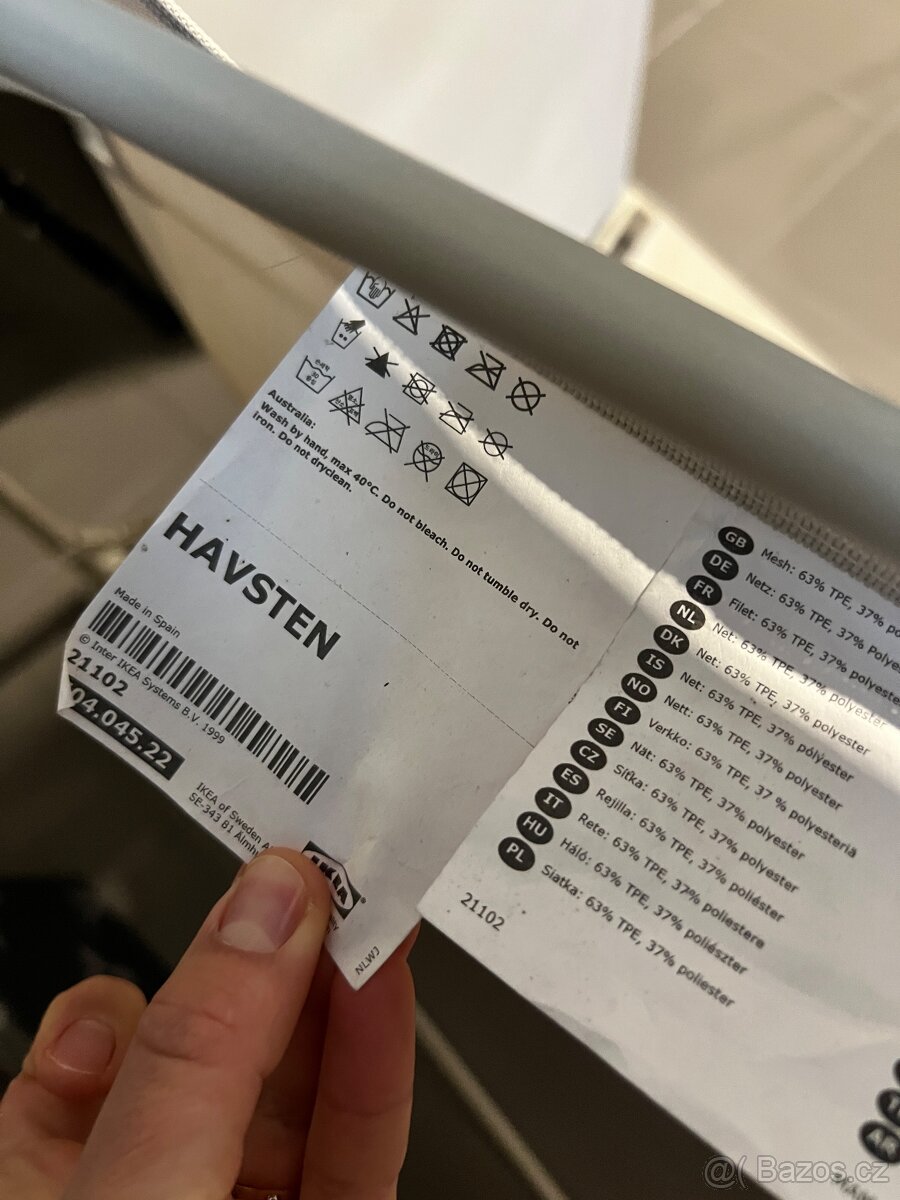 Australia:
Wash by hand, max 40°C. Do not bleach. Do not tumble dry. Do not
iron. Do not dryclean.
HAVSTEN
Made in Spain
© Inter IKEA Systems B.V. 1999
21102
04.045.22
IKEA of Sweden
SE-343 81
IKEA®
NLWJ
GB Mesh: 63% TPE, 37%
DE Netz: 63% TPE, 37%
FR Filet: 63% TPE, 37%
NL Net: 63% TPE, 37% polyester
DK Net: 63% TPE, 37% polyester
IS Net: 63% TPE, 37% pólýester
NO Nett: 63% TPE, 37% polyester
FI Verkko: 63% TPE, 37 % polyesteriä
SE Nät: 63% TPE, 37% polyester
CZ Síťka: 63% TPE, 37% polyester
ES Rejilla: 63% TPE, 37% poliéster
IT Rete: 63% TPE, 37% poliestere
HU Háló: 63% TPE, 37% poliészter
PL Siatka: 63% TPE, 37% poliester
21102
AR
@( Bazos.cz